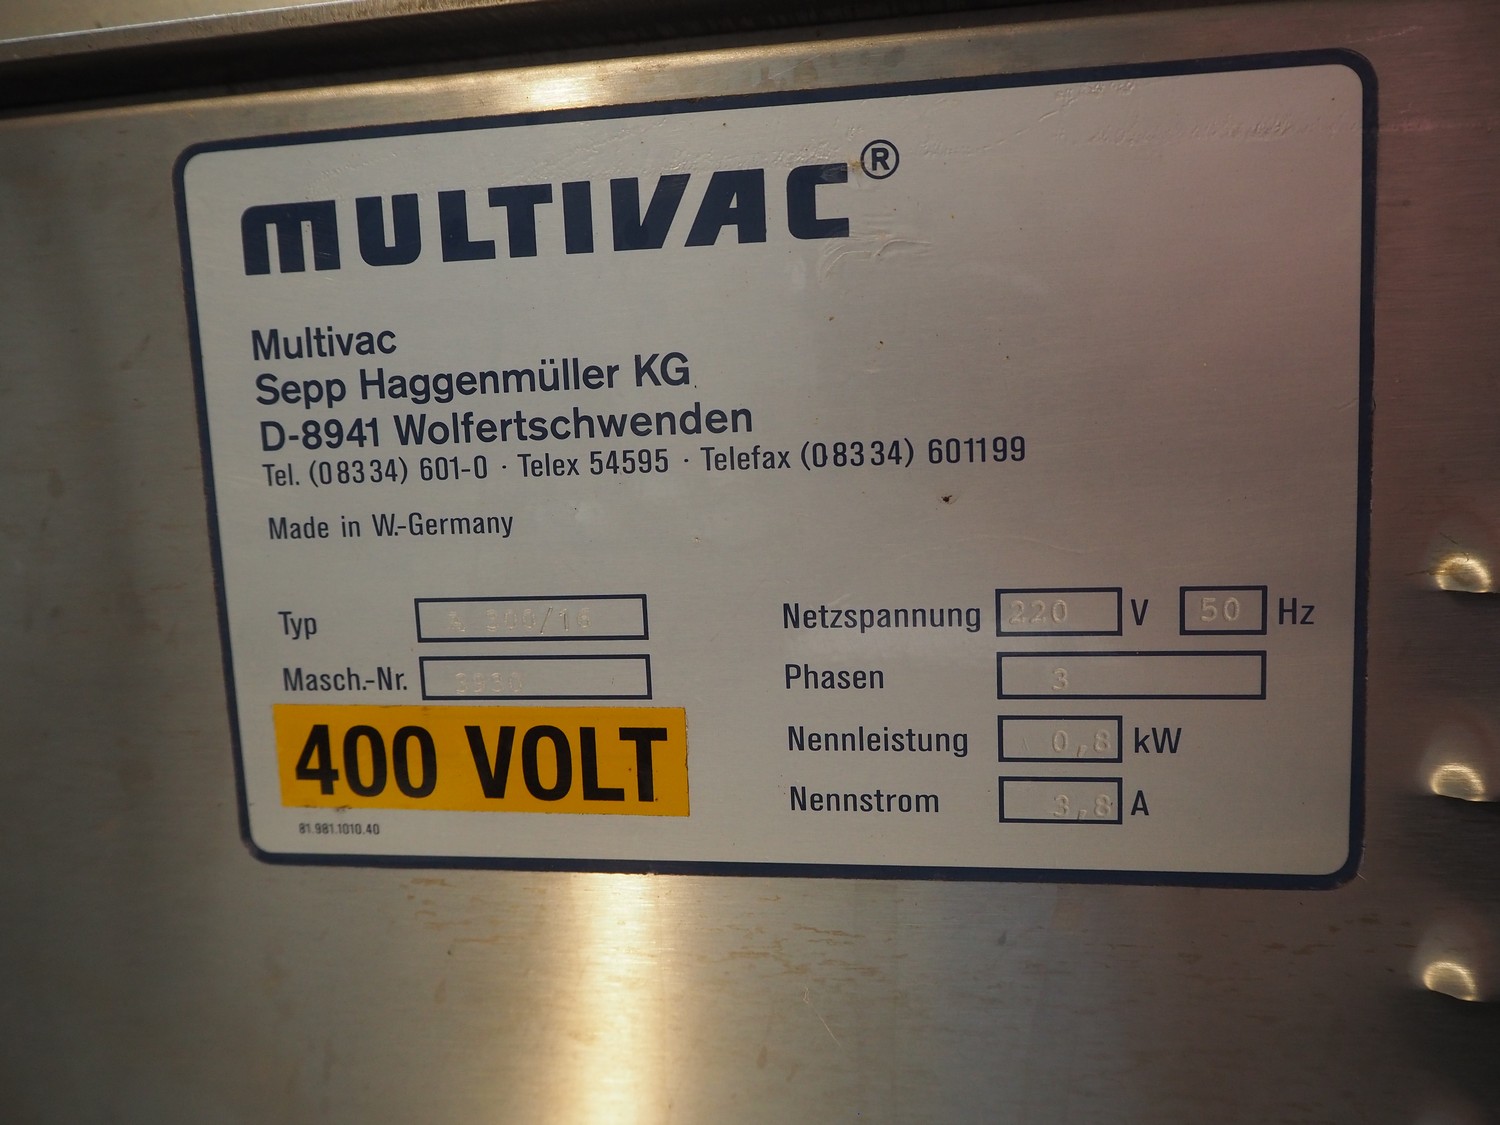 MULTIVAC®
Multivac
Sepp Haggenmüller KG
D-8941 Wolfertschwenden
Tel. (08334) 601-0 · Telex 54595 · Telefax (08334) 601199
Made in W.-Germany
Typ 300/16
Masch.-Nr.
400 VOLT
81.981.1010.40
Netzspannung 220 V 50 Hz
Phasen 3
Nennleistung 0,8 kW
Nennstrom 3,8 A